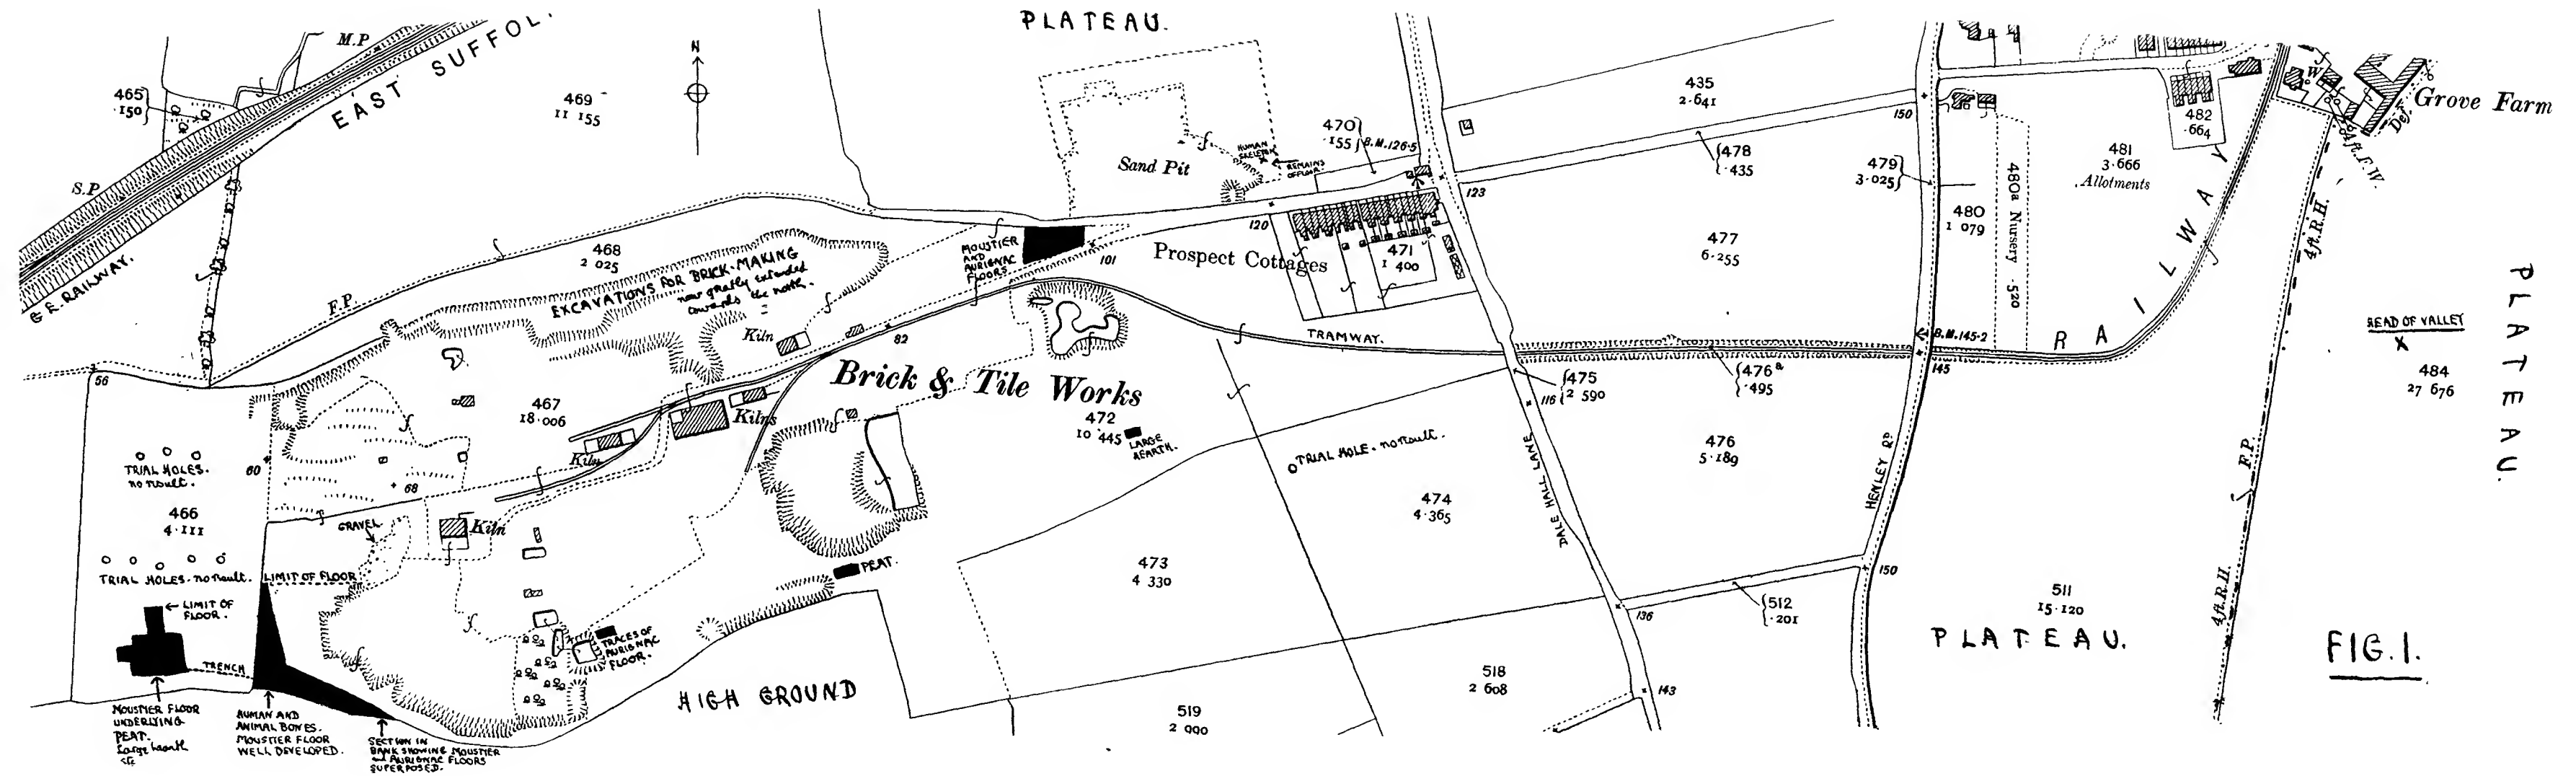 PLATEAU.
M.P
EAST SUFFOL.
N
465
·150
469
11 155
435
2·641
470
·155
B.M.126·5
HUMAN
SKELETON
REMAINS
OF FLOOR.
Sand Pit
150
478
·435
479
3·025
482
·664
481
3·666
Allotments
W
Grove Farm
Def.
4ft.F.W.
S.P
G.E.RAILWAY.
F.P.
468
2 025
EXCAVATIONS FOR BRICK-MAKING
now greatly extended
towards the north.
MOUSTIER
AND
AURIGNAC
FLOORS
101
120
123
Prospect Cottages
471
1 400
477
6·255
480
1 079
480a Nursery ·520
RAILWAY
4ft.R.H.
HEAD OF VALLEY
X
PLATEAU.
484
27 676
56
Kiln
82
TRAMWAY.
B.M.145·2
145
Brick & Tile Works
467
18·006
Kilns
Kiln
472
10·445
LARGE
HEARTH.
475
2 590
116
476a
·495
476
5·189
TRIAL HOLE. no result.
DALE HALL LANE
HENLEY RD
F.P.
TRIAL HOLES.
no result.
60
68
466
4·111
GRAVEL
Kiln
474
4·365
TRIAL HOLES. no result.
LIMIT OF FLOOR
PEAT.
473
4 330
150
512
·201
511
15·120
4ft.R.H.
LIMIT OF
FLOOR.
TRENCH
TRACES OF
AURIGNAC
FLOOR.
136
PLATEAU.
FIG.1.
HIGH GROUND
518
2 608
143
519
2 990
MOUSTIER FLOOR
UNDERLYING
PEAT.
Large hearth
etc
HUMAN AND
ANIMAL BONES.
MOUSTIER FLOOR
WELL DEVELOPED.
SECTION IN
BANK SHOWING MOUSTIER
and AURIGNAC FLOORS
SUPERPOSED.